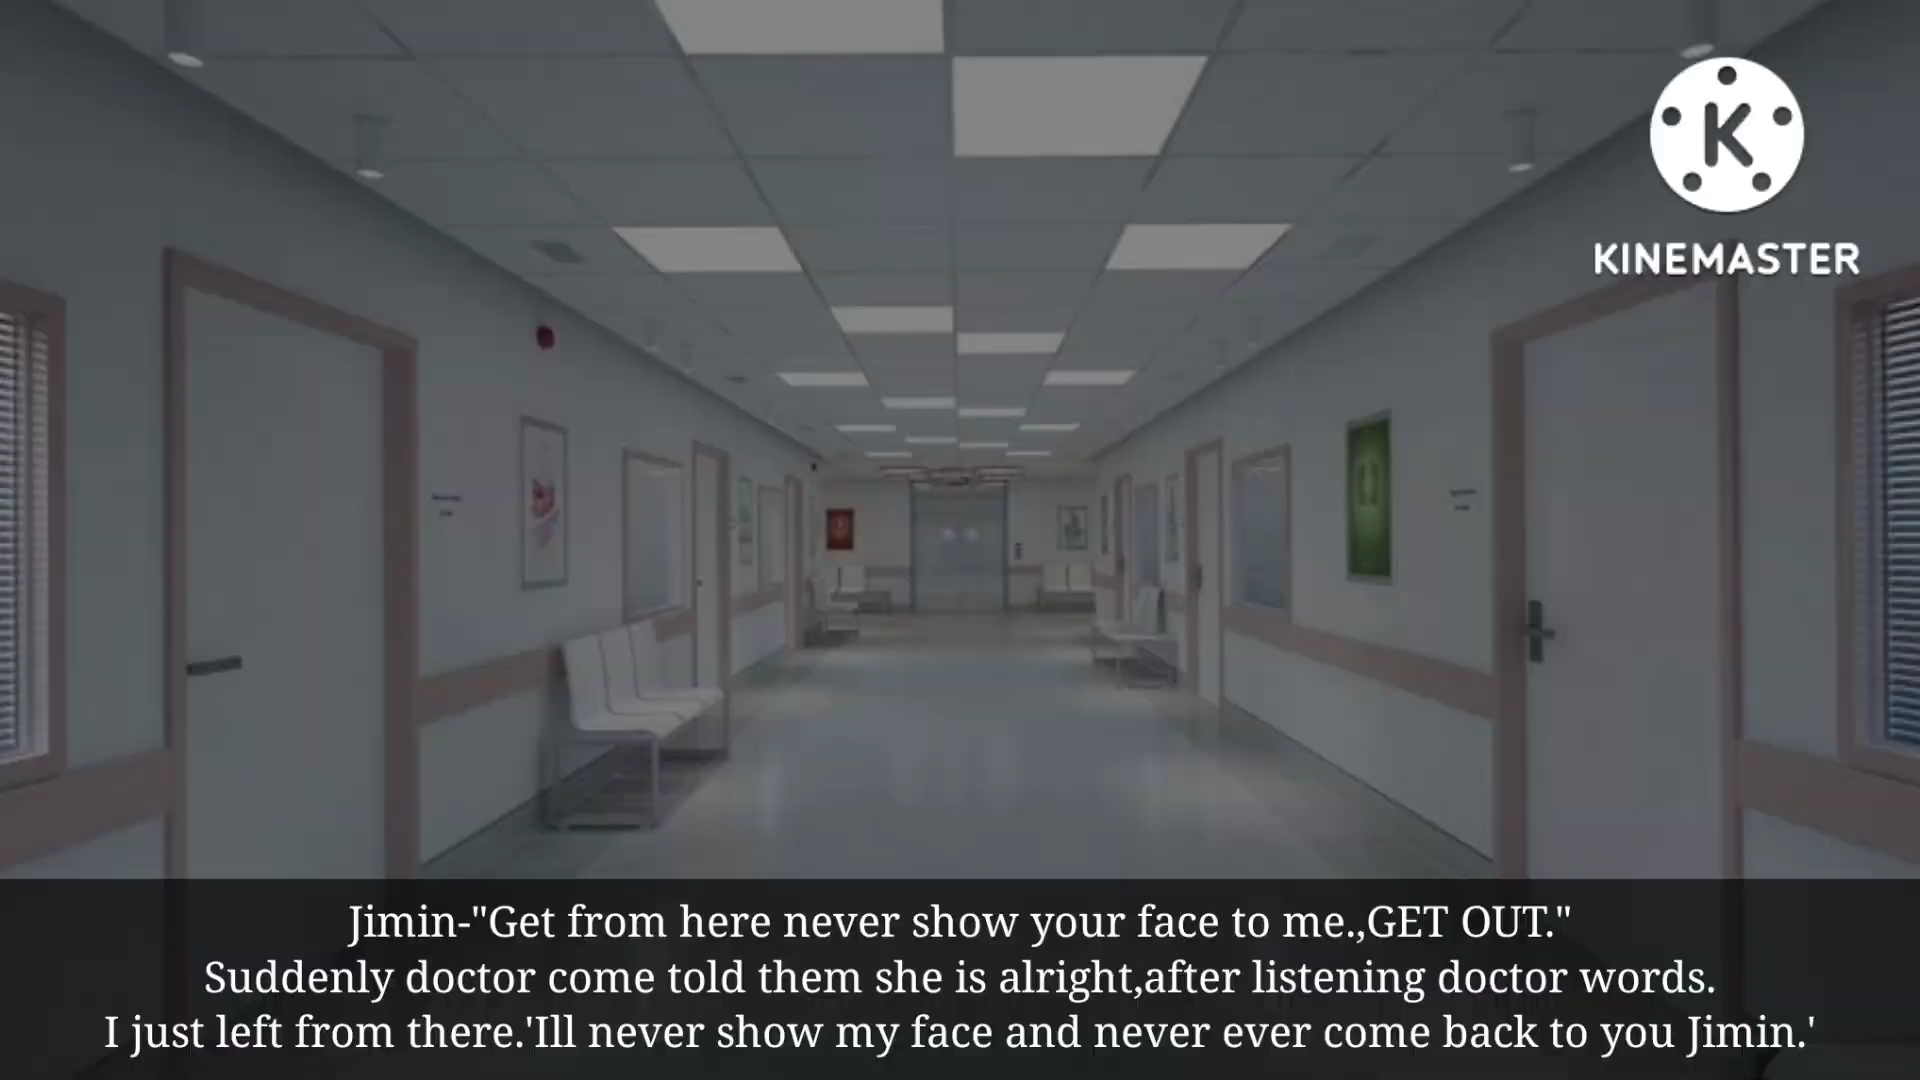 K
KINEMASTER
Jimin-"Get from here never show your face to me.,GET OUT."
Suddenly doctor come told them she is alright,after listening doctor words.
I just left from there.'Ill never show my face and never ever come back to you Jimin.'